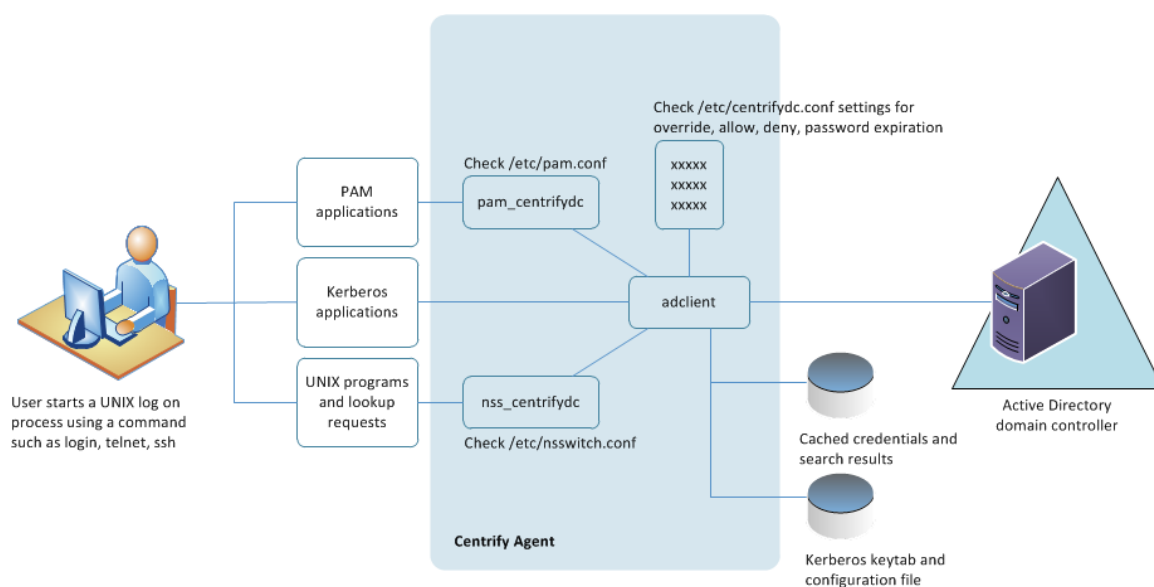 Check /etc/centrifydc.conf settings for
override, allow, deny, password expiration
xxxxx
xxxxx
xxxxx
Check /etc/pam.conf
pam_centrifydc
PAM
applications
Kerberos
applications
adclient
UNIX programs
and lookup
requests
nss_centrifydc
Check /etc/nsswitch.conf
User starts a UNIX log on
process using a command
such as login, telnet, ssh
Active Directory
domain controller
Cached credentials and
search results
Centrify Agent
Kerberos keytab and
configuration file